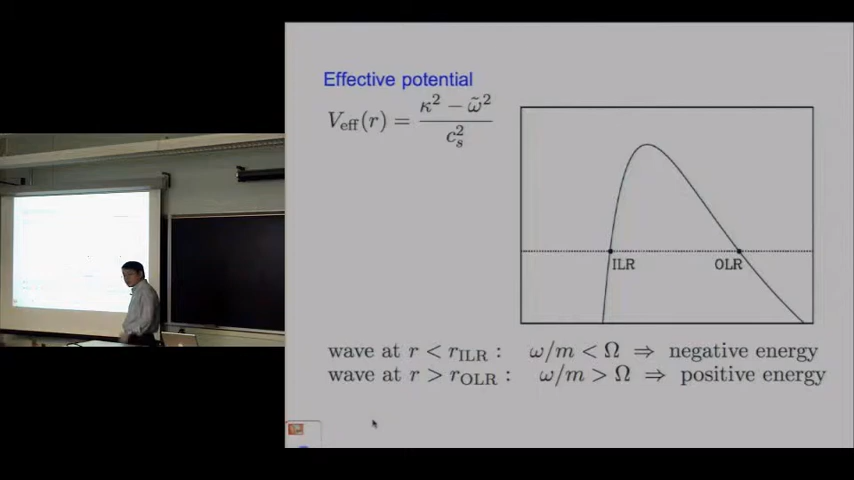 Effective potential
V_eff(r) = (κ² − ω̃²) / c_s²
ILR
OLR
wave at r < r_ILR : ω/m < Ω ⇒ negative energy
wave at r > r_OLR : ω/m > Ω ⇒ positive energy